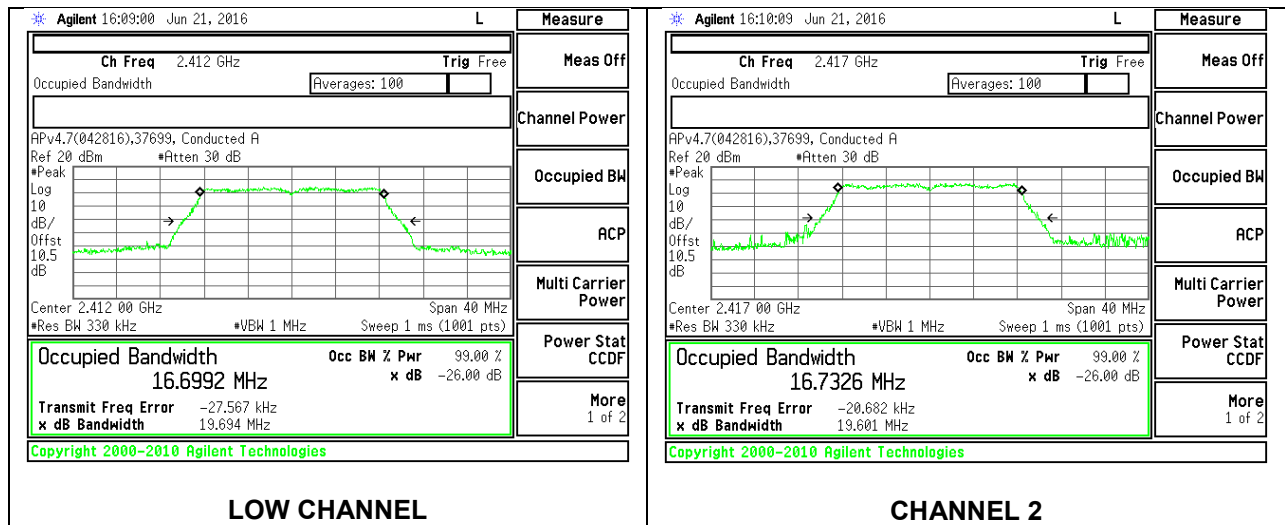 Agilent 16:09:00 Jun 21, 2016 L Measure
Ch Freq 2.412 GHz Trig Free
Occupied Bandwidth Averages: 100
APv4.7(042816),37699, Conducted A
Ref 20 dBm #Atten 30 dB
#Peak
Log
10
dB/
Offst
10.5
dB
Center 2.412 00 GHz Span 40 MHz
#Res BW 330 kHz #VBW 1 MHz Sweep 1 ms (1001 pts)
Occupied Bandwidth Occ BW % Pwr 99.00 %
16.6992 MHz x dB -26.00 dB
Transmit Freq Error -27.567 kHz
x dB Bandwidth 19.694 MHz
Copyright 2000-2010 Agilent Technologies
Meas Off
Channel Power
Occupied BW
ACP
Multi Carrier
Power
Power Stat
CCDF
More
1 of 2
LOW CHANNEL
Agilent 16:10:09 Jun 21, 2016 L Measure
Ch Freq 2.417 GHz Trig Free
Occupied Bandwidth Averages: 100
APv4.7(042816),37699, Conducted A
Ref 20 dBm #Atten 30 dB
#Peak
Log
10
dB/
Offst
10.5
dB
Center 2.417 00 GHz Span 40 MHz
#Res BW 330 kHz #VBW 1 MHz Sweep 1 ms (1001 pts)
Occupied Bandwidth Occ BW % Pwr 99.00 %
16.7326 MHz x dB -26.00 dB
Transmit Freq Error -20.682 kHz
x dB Bandwidth 19.601 MHz
Copyright 2000-2010 Agilent Technologies
Meas Off
Channel Power
Occupied BW
ACP
Multi Carrier
Power
Power Stat
CCDF
More
1 of 2
CHANNEL 2